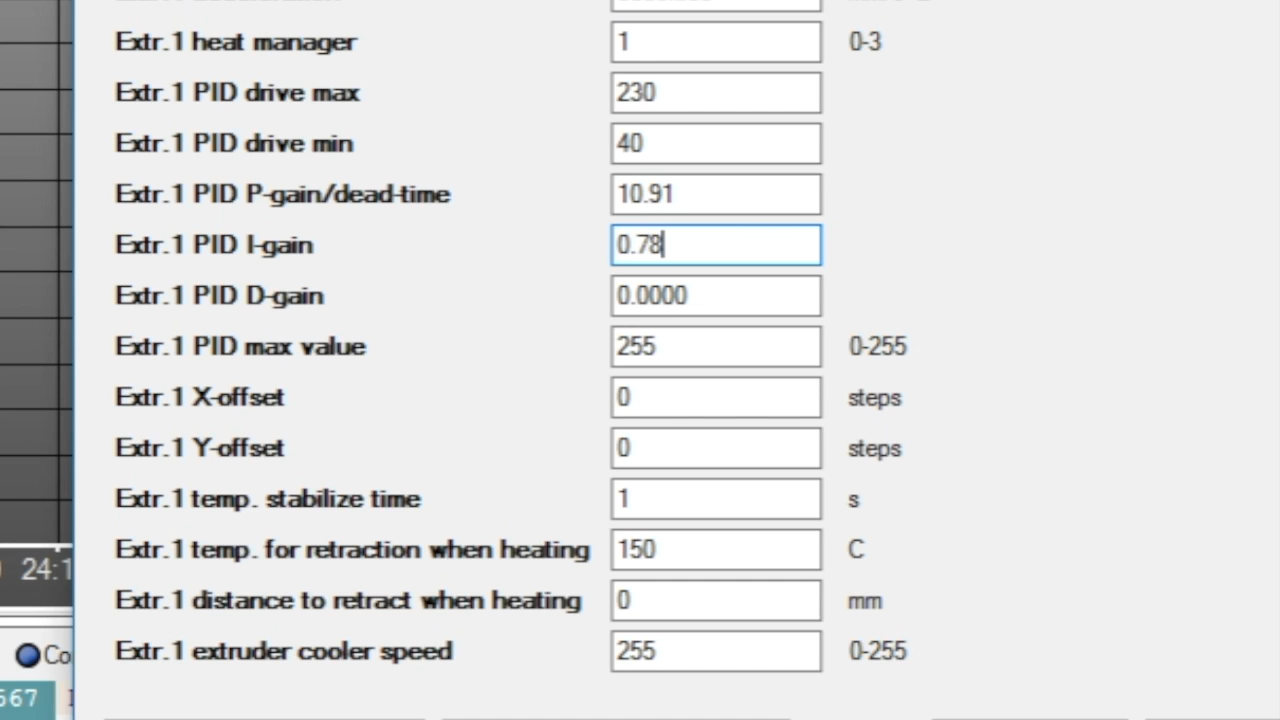 Extr.1 heat manager 1 0-3
Extr.1 PID drive max 230
Extr.1 PID drive min 40
Extr.1 PID P-gain/dead-time 10.91
Extr.1 PID I-gain 0.78
Extr.1 PID D-gain 0.0000
Extr.1 PID max value 255 0-255
Extr.1 X-offset 0 steps
Extr.1 Y-offset 0 steps
Extr.1 temp. stabilize time 1 s
Extr.1 temp. for retraction when heating 150 C
24:1
Extr.1 distance to retract when heating 0 mm
Extr.1 extruder cooler speed 255 0-255
Co
567